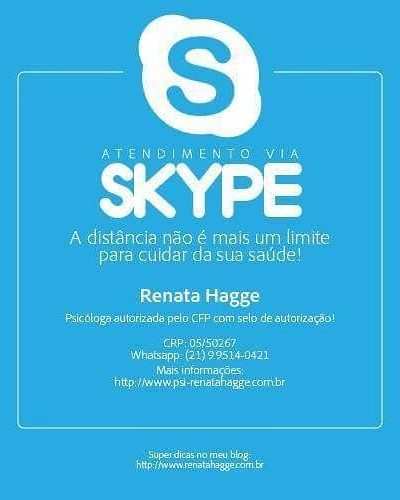 S
ATENDIMENTO VIA
SKYPE
A distância não é mais um limite
para cuidar da sua saúde!
Renata Hagge
Psicóloga autorizada pelo CFP com selo de autorização!
CRP: 05/50267
Whatsapp: (21) 99514-0421
Mais informações:
http://www.psi-renatahagge.com.br
Super dicas no meu blog:
http://www.renatahagge.com.br